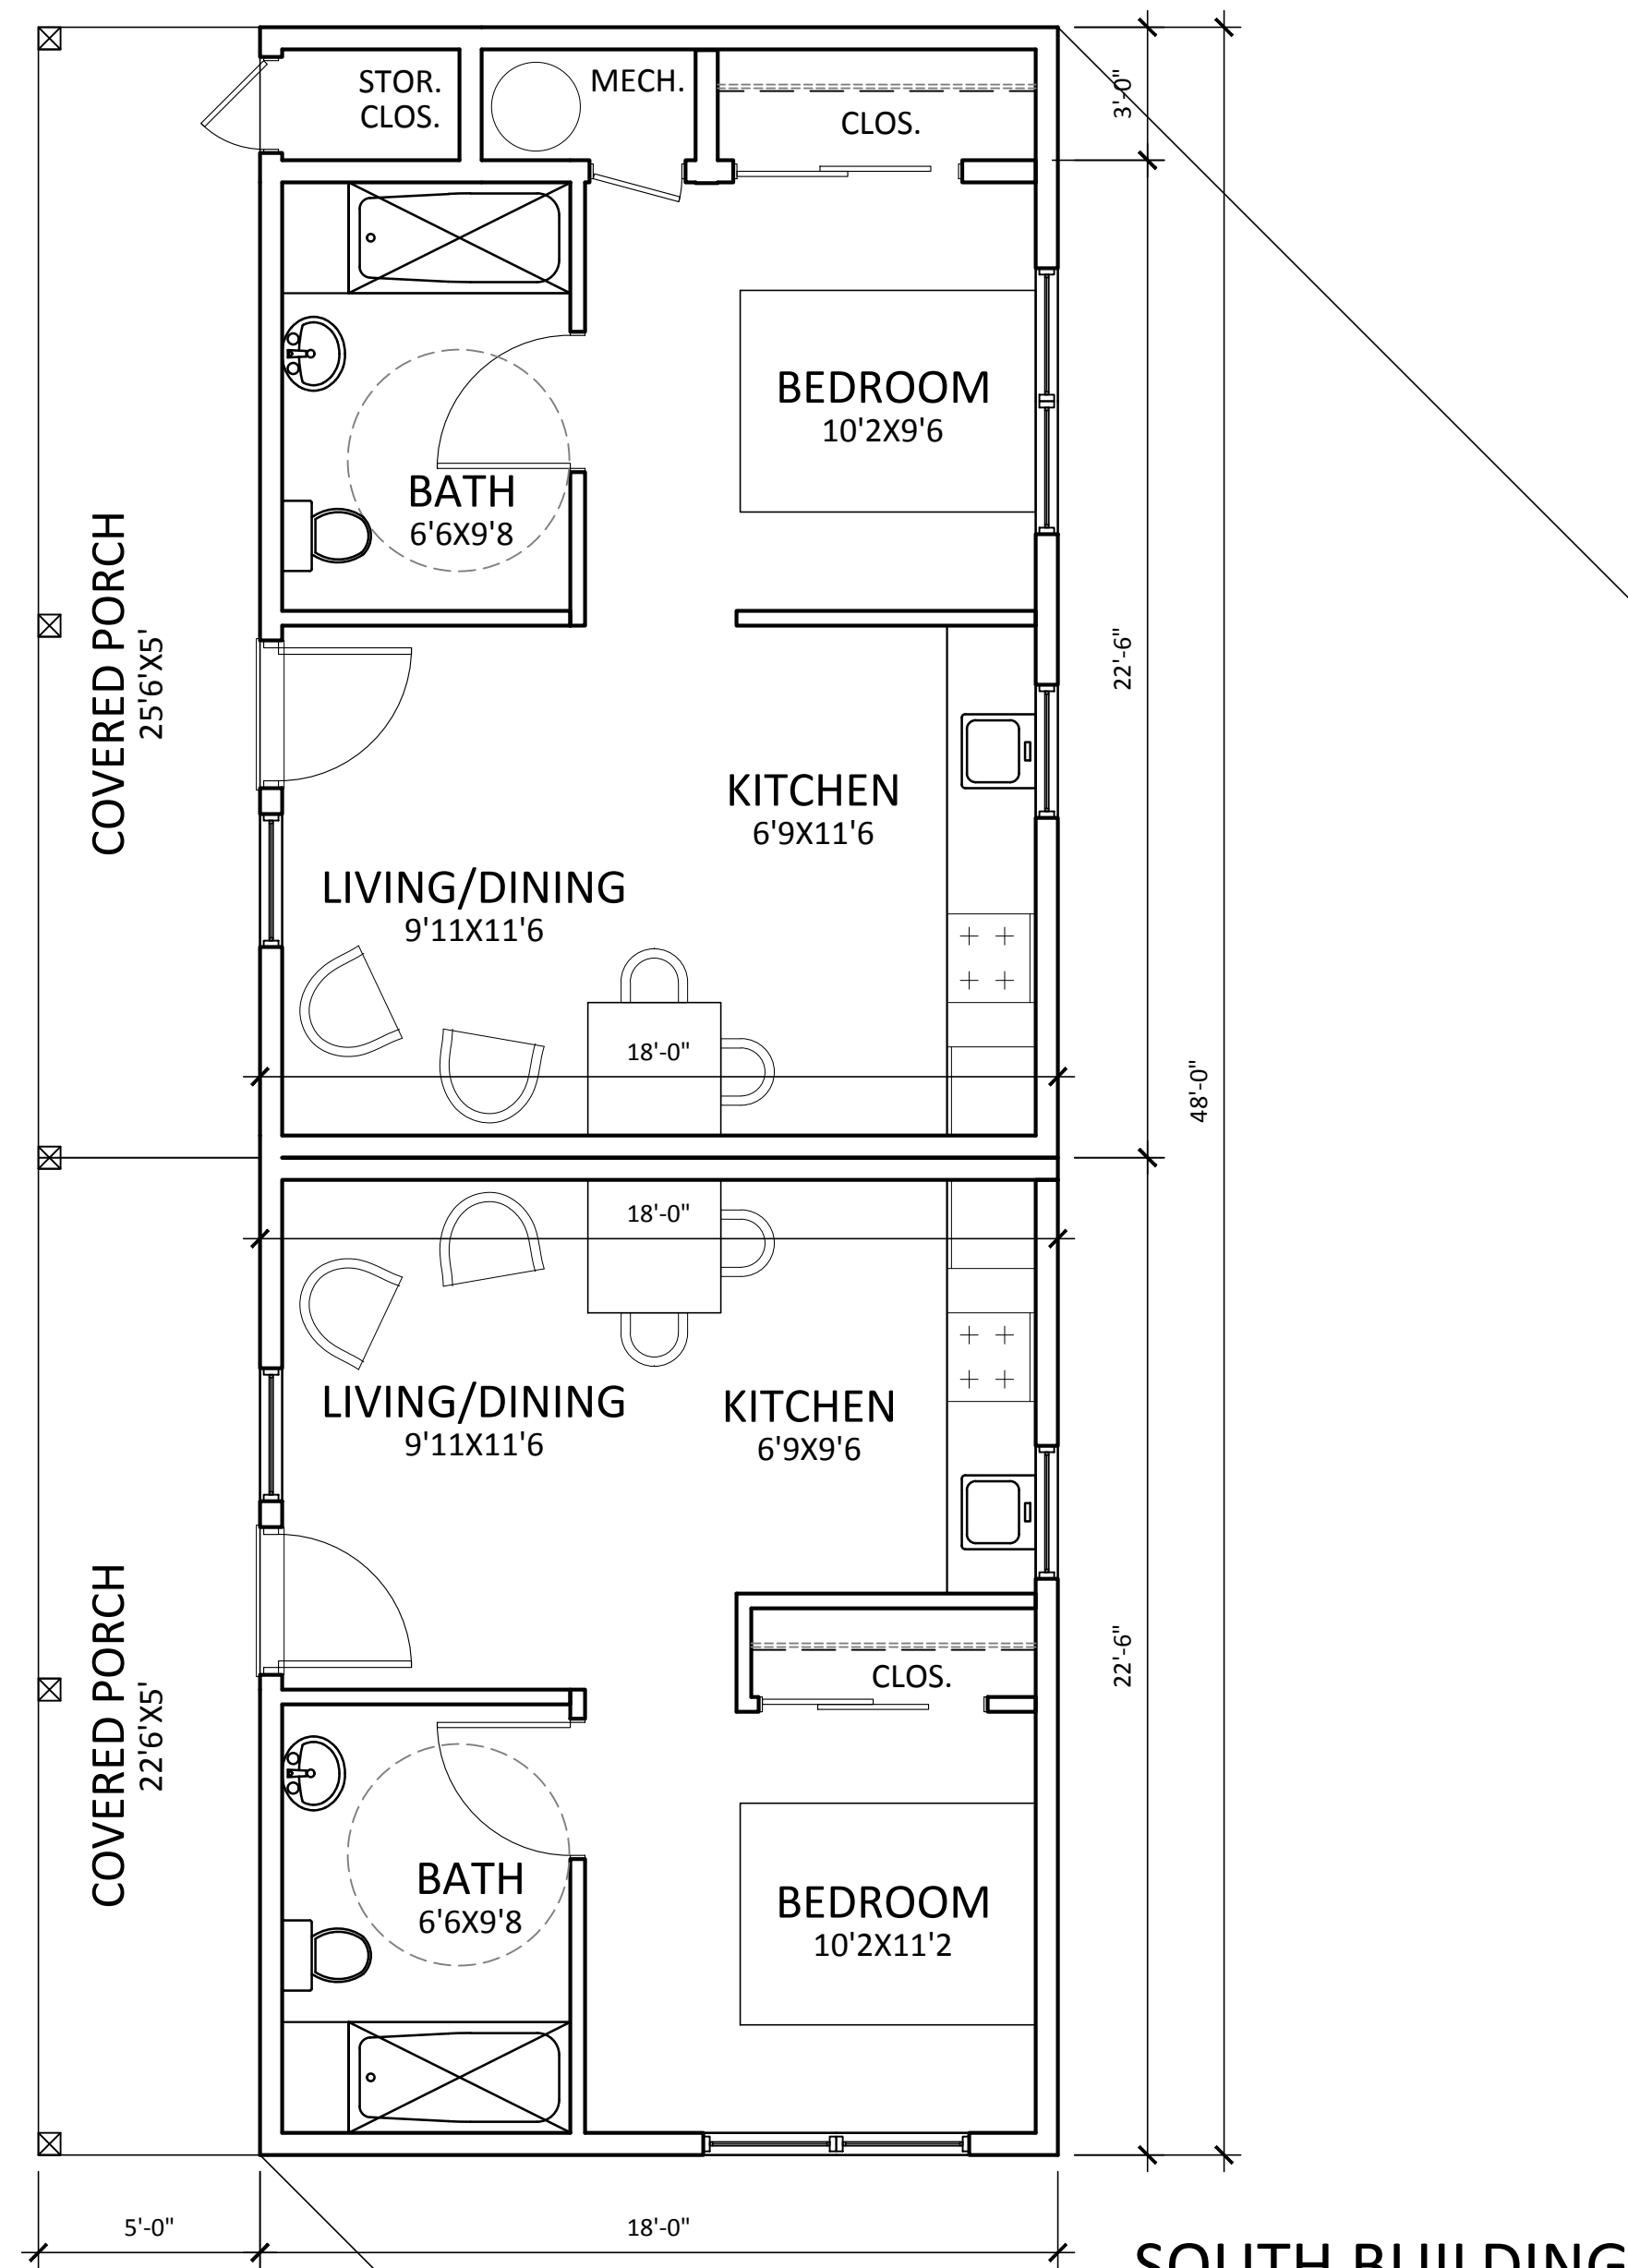 STOR.
CLOS.
MECH.
CLOS.
3'-0"
BEDROOM
10'2X9'6
BATH
6'6X9'8
COVERED PORCH
25'6'X5'
22'-6"
KITCHEN
6'9X11'6
LIVING/DINING
9'11X11'6
18'-0"
48'-0"
18'-0"
LIVING/DINING
9'11X11'6
KITCHEN
6'9X9'6
CLOS.
22'-6"
COVERED PORCH
22'6'X5'
BATH
6'6X9'8
BEDROOM
10'2X11'2
5'-0"
18'-0"
SOUTH BUILDING